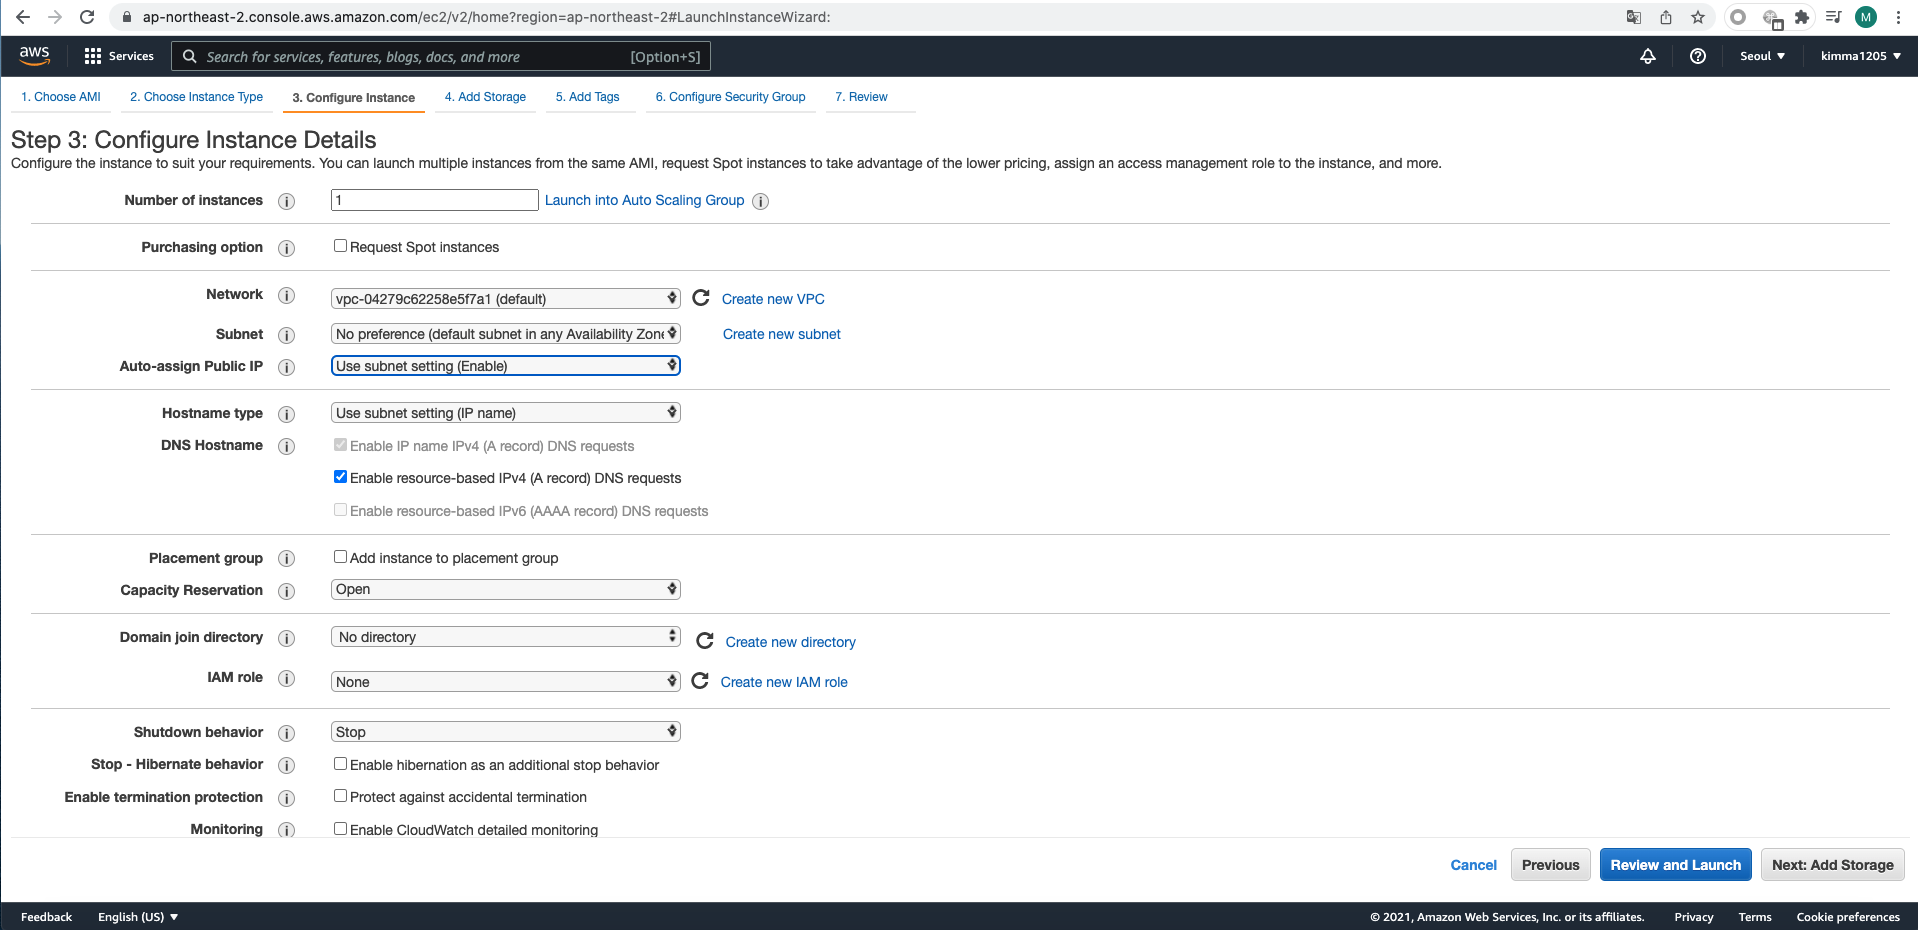 ap-northeast-2.console.aws.amazon.com/ec2/v2/home?region=ap-northeast-2#LaunchInstanceWizard:
M
aws Services Search for services, features, blogs, docs, and more [Option+S] Seoul ▼ kimma1205 ▼
1. Choose AMI 2. Choose Instance Type 3. Configure Instance 4. Add Storage 5. Add Tags 6. Configure Security Group 7. Review
Step 3: Configure Instance Details
Configure the instance to suit your requirements. You can launch multiple instances from the same AMI, request Spot instances to take advantage of the lower pricing, assign an access management role to the instance, and more.
Number of instances i 1 Launch into Auto Scaling Group i
Purchasing option i Request Spot instances
Network i vpc-04279c62258e5f7a1 (default) Create new VPC
Subnet i No preference (default subnet in any Availability Zone Create new subnet
Auto-assign Public IP i Use subnet setting (Enable)
Hostname type i Use subnet setting (IP name)
DNS Hostname i Enable IP name IPv4 (A record) DNS requests
Enable resource-based IPv4 (A record) DNS requests
Enable resource-based IPv6 (AAAA record) DNS requests
Placement group i Add instance to placement group
Capacity Reservation i Open
Domain join directory i No directory Create new directory
IAM role i None Create new IAM role
Shutdown behavior i Stop
Stop - Hibernate behavior i Enable hibernation as an additional stop behavior
Enable termination protection i Protect against accidental termination
Monitoring i Enable CloudWatch detailed monitoring
Cancel Previous Review and Launch Next: Add Storage
Feedback English (US) ▼ © 2021, Amazon Web Services, Inc. or its affiliates. Privacy Terms Cookie preferences